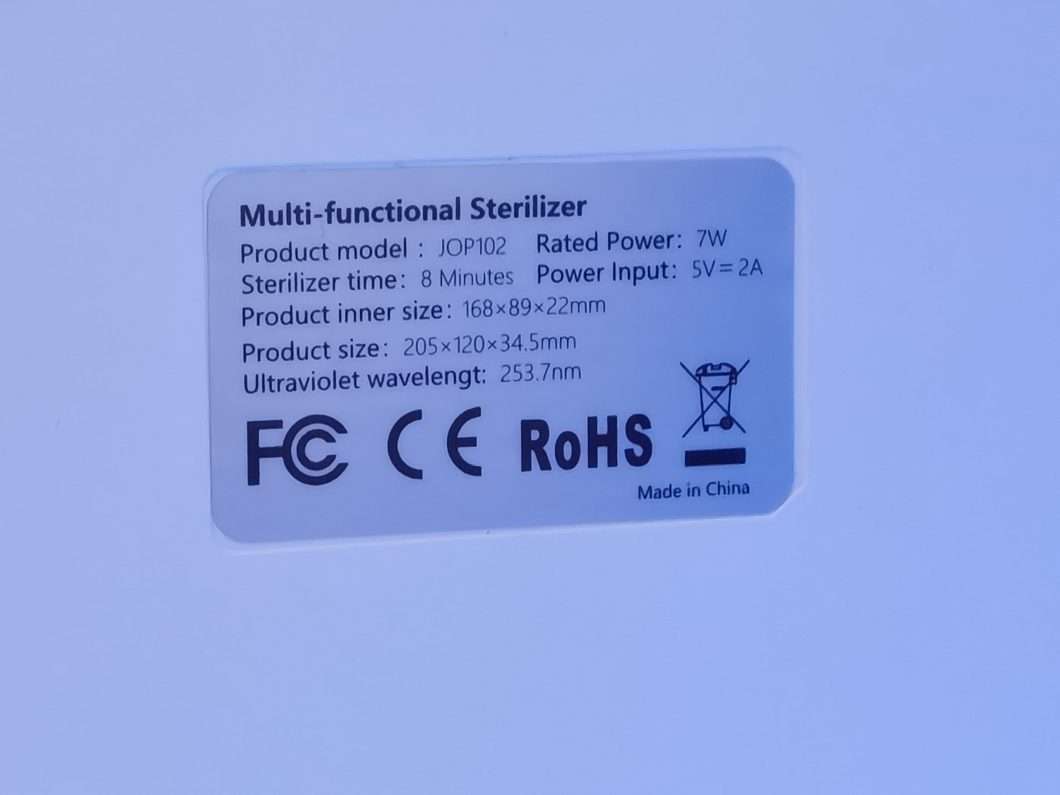 Multi-functional Sterilizer
Product model : JOP102 Rated Power: 7W
Sterilizer time: 8 Minutes Power Input: 5V=2A
Product inner size: 168×89×22mm
Product size: 205×120×34.5mm
Ultraviolet wavelengt: 253.7nm
FC CE RoHS
Made in China